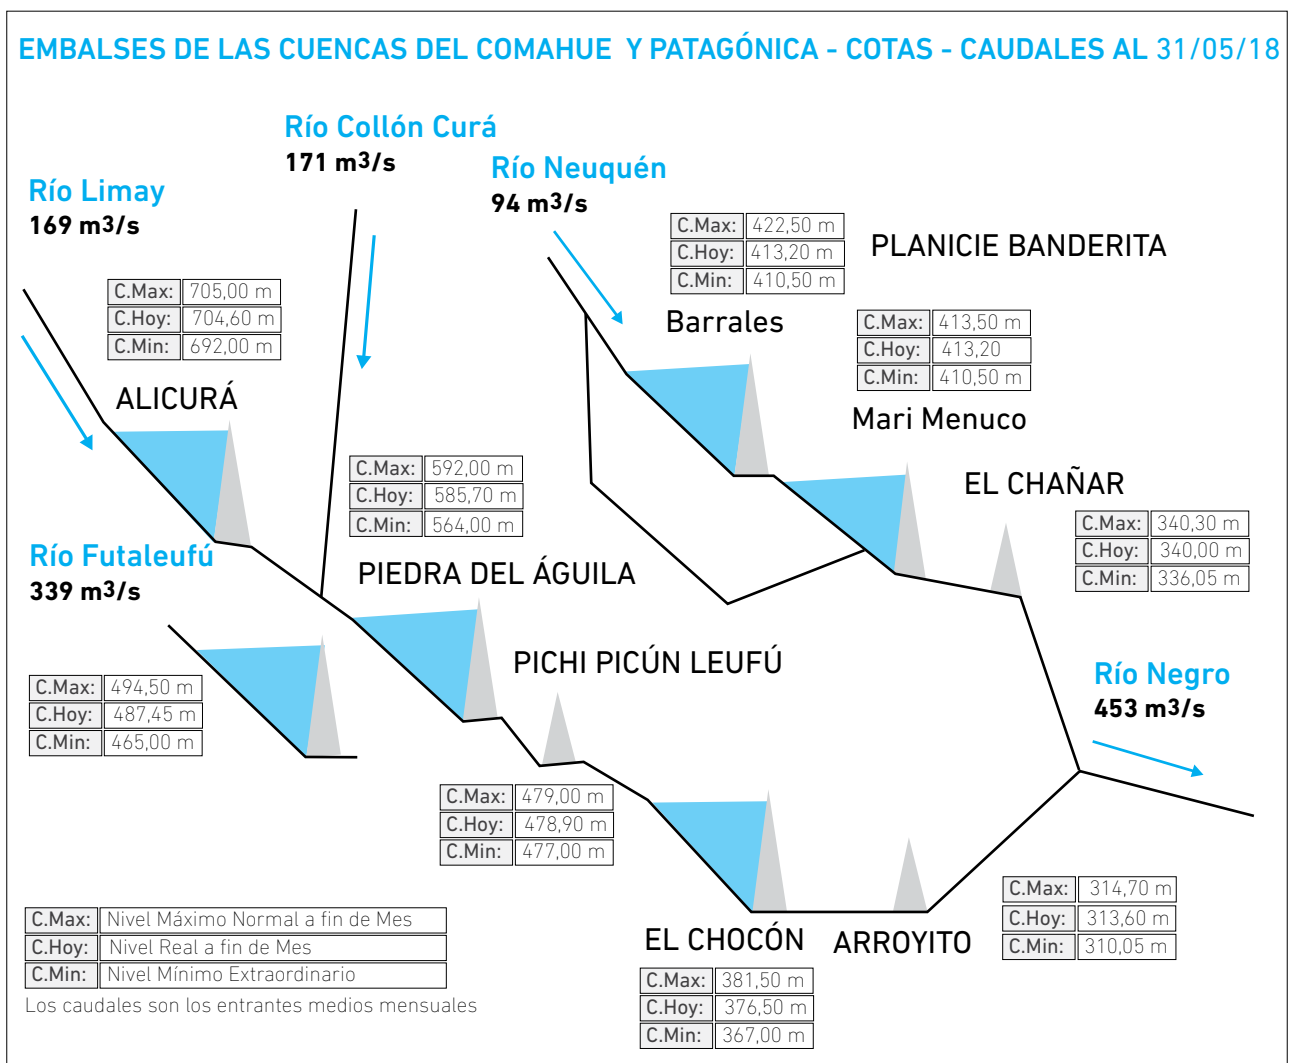 EMBALSES DE LAS CUENCAS DEL COMAHUE Y PATAGÓNICA - COTAS - CAUDALES AL 31/05/18
Río Collón Curá
171 m3/s
Río Neuquén
94 m3/s
Río Limay
169 m3/s
C.Max: 422,50 m
C.Hoy: 413,20 m
C.Min: 410,50 m
PLANICIE BANDERITA
Barrales
C.Max: 705,00 m
C.Hoy: 704,60 m
C.Min: 692,00 m
ALICURÁ
C.Max: 413,50 m
C.Hoy: 413,20
C.Min: 410,50 m
Mari Menuco
C.Max: 592,00 m
C.Hoy: 585,70 m
C.Min: 564,00 m
PIEDRA DEL ÁGUILA
EL CHAÑAR
C.Max: 340,30 m
C.Hoy: 340,00 m
C.Min: 336,05 m
Río Futaleufú
339 m3/s
C.Max: 494,50 m
C.Hoy: 487,45 m
C.Min: 465,00 m
PICHI PICÚN LEUFÚ
C.Max: 479,00 m
C.Hoy: 478,90 m
C.Min: 477,00 m
Río Negro
453 m3/s
EL CHOCÓN
C.Max: 381,50 m
C.Hoy: 376,50 m
C.Min: 367,00 m
ARROYITO
C.Max: 314,70 m
C.Hoy: 313,60 m
C.Min: 310,05 m
C.Max: Nivel Máximo Normal a fin de Mes
C.Hoy: Nivel Real a fin de Mes
C.Min: Nivel Mínimo Extraordinario
Los caudales son los entrantes medios mensuales